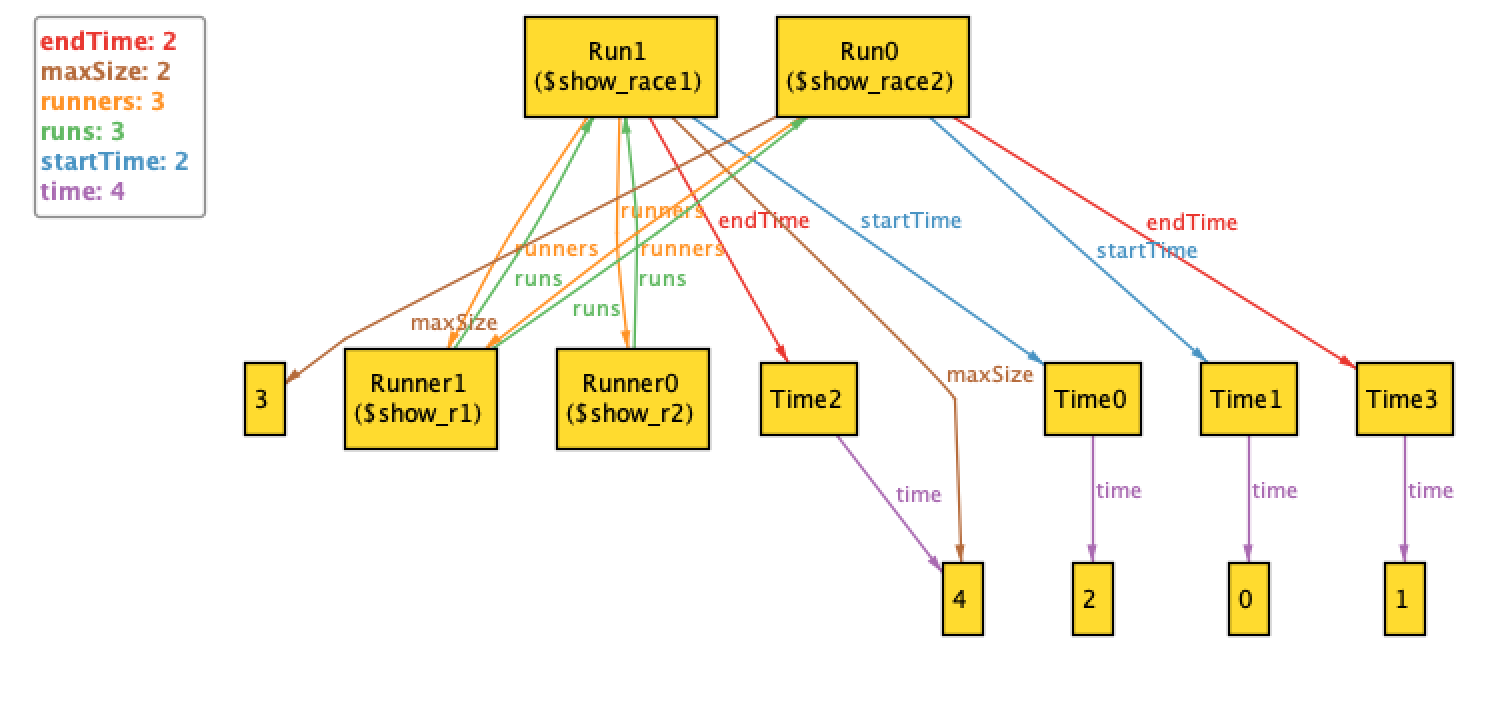 endTime: 2
maxSize: 2
runners: 3
runs: 3
startTime: 2
time: 4
Run1
($show_race1)
Run0
($show_race2)
runners
endTime
startTime
endTime
runners
runners
startTime
runs
runs
runs
maxSize
maxSize
3
Runner1
($show_r1)
Runner0
($show_r2)
Time2
Time0
Time1
Time3
time
time
time
time
4
2
0
1